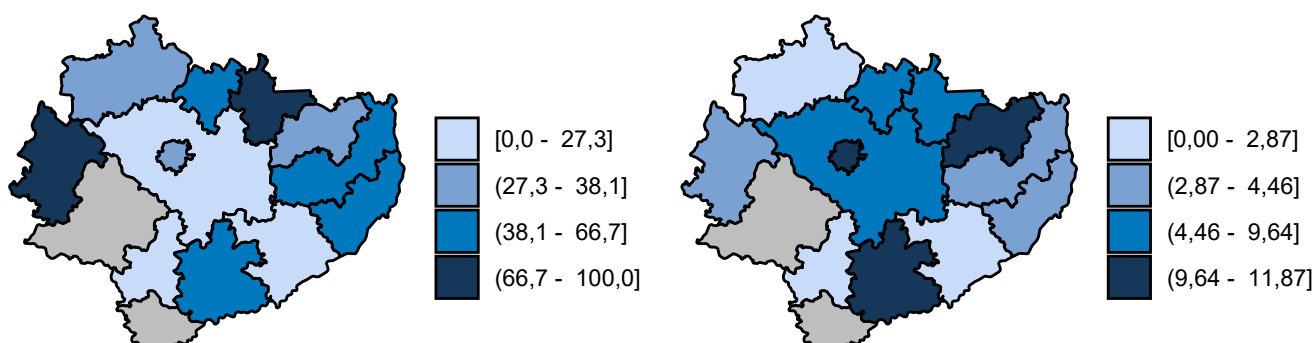 [0,0 - 27,3]
(27,3 - 38,1]
(38,1 - 66,7]
(66,7 - 100,0]
[0,00 - 2,87]
(2,87 - 4,46]
(4,46 - 9,64]
(9,64 - 11,87]